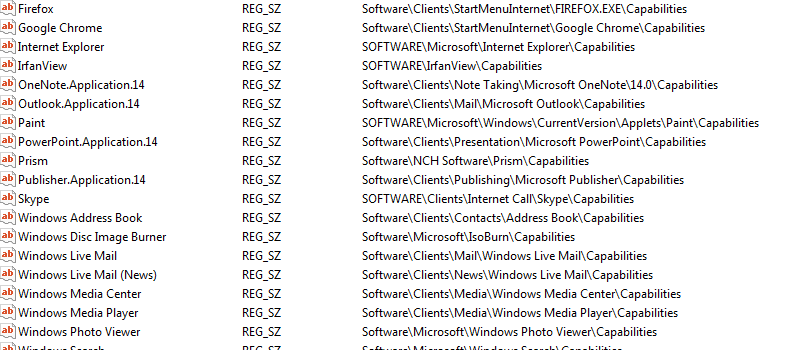 Firefox REG_SZ Software\Clients\StartMenuInternet\FIREFOX.EXE\Capabilities
Google Chrome REG_SZ Software\Clients\StartMenuInternet\Google Chrome\Capabilities
Internet Explorer REG_SZ SOFTWARE\Microsoft\Internet Explorer\Capabilities
IrfanView REG_SZ SOFTWARE\IrfanView\Capabilities
OneNote.Application.14 REG_SZ Software\Clients\Note Taking\Microsoft OneNote\14.0\Capabilities
Outlook.Application.14 REG_SZ Software\Clients\Mail\Microsoft Outlook\Capabilities
Paint REG_SZ SOFTWARE\Microsoft\Windows\CurrentVersion\Applets\Paint\Capabilities
PowerPoint.Application.14 REG_SZ Software\Clients\Presentation\Microsoft PowerPoint\Capabilities
Prism REG_SZ Software\NCH Software\Prism\Capabilities
Publisher.Application.14 REG_SZ Software\Clients\Publishing\Microsoft Publisher\Capabilities
Skype REG_SZ SOFTWARE\Clients\Internet Call\Skype\Capabilities
Windows Address Book REG_SZ Software\Clients\Contacts\Address Book\Capabilities
Windows Disc Image Burner REG_SZ Software\Microsoft\IsoBurn\Capabilities
Windows Live Mail REG_SZ Software\Clients\Mail\Windows Live Mail\Capabilities
Windows Live Mail (News) REG_SZ Software\Clients\News\Windows Live Mail\Capabilities
Windows Media Center REG_SZ Software\Clients\Media\Windows Media Center\Capabilities
Windows Media Player REG_SZ Software\Clients\Media\Windows Media Player\Capabilities
Windows Photo Viewer REG_SZ Software\Microsoft\Windows Photo Viewer\Capabilities
Windows Search REG_SZ Software\Microsoft\Windows Search\Capabilities